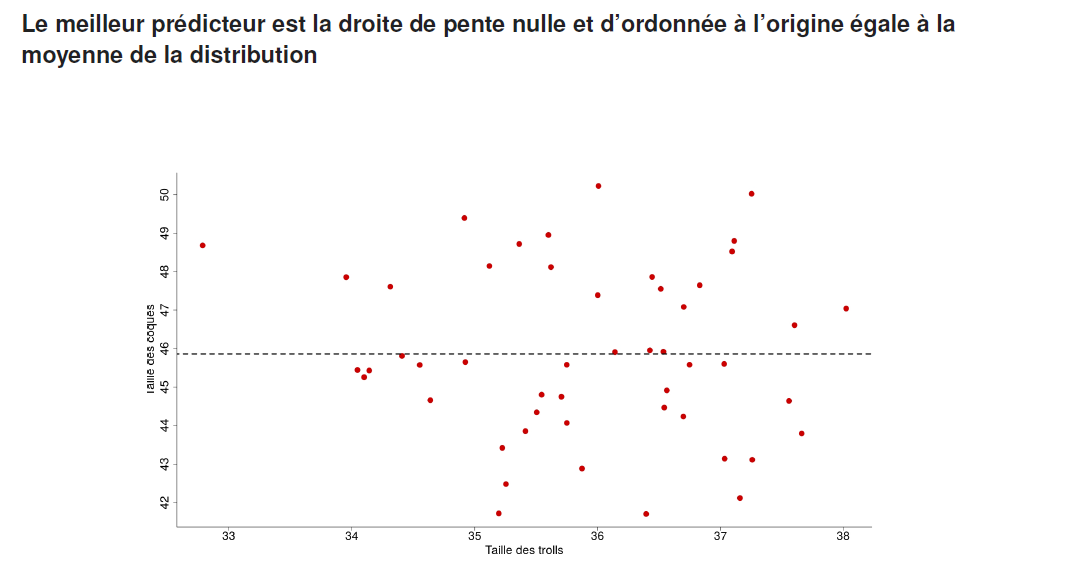 Le meilleur prédicteur est la droite de pente nulle et d’ordonnée à l’origine égale à la
moyenne de la distribution
50
49
48
47
46
45
44
43
42
Taille des coques
33 34 35 36 37 38
Taille des trolls